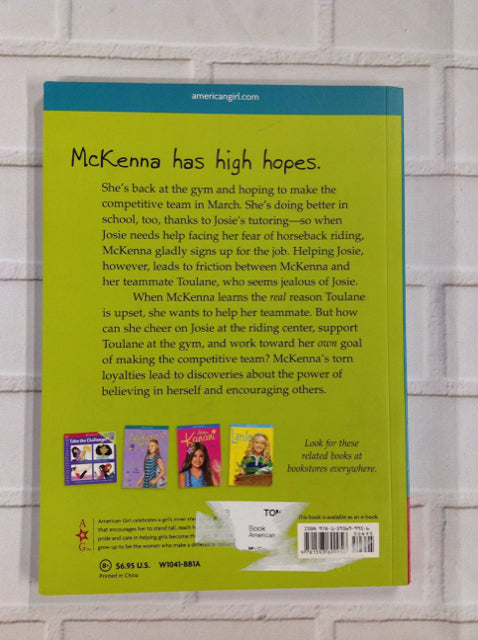 americangirl.com
McKenna has high hopes.
She's back at the gym and hoping to make the
competitive team in March. She's doing better in
school, too, thanks to Josie's tutoring—so when
Josie needs help facing her fear of horseback riding,
McKenna gladly signs up for the job. Helping Josie,
however, leads to friction between McKenna and
her teammate Toulane, who seems jealous of Josie.
When McKenna learns the real reason Toulane
is upset, she wants to help her teammate. But how
can she cheer on Josie at the riding center, support
Toulane at the gym, and work toward her own goal
of making the competitive team? McKenna's torn
loyalties lead to discoveries about the power of
believing in herself and encouraging others.
Take the Challenge!
Kanani
Look for these
related books at
bookstores everywhere.
AG
American Girl celebrates a girl's inner
that encourages her to stand tall, reach
pride and care in helping girls become
grow up to be the women who make a
Book
American
This book is available as an e-book.
8+ $6.95 U.S. W1041-BB1A
Printed in China